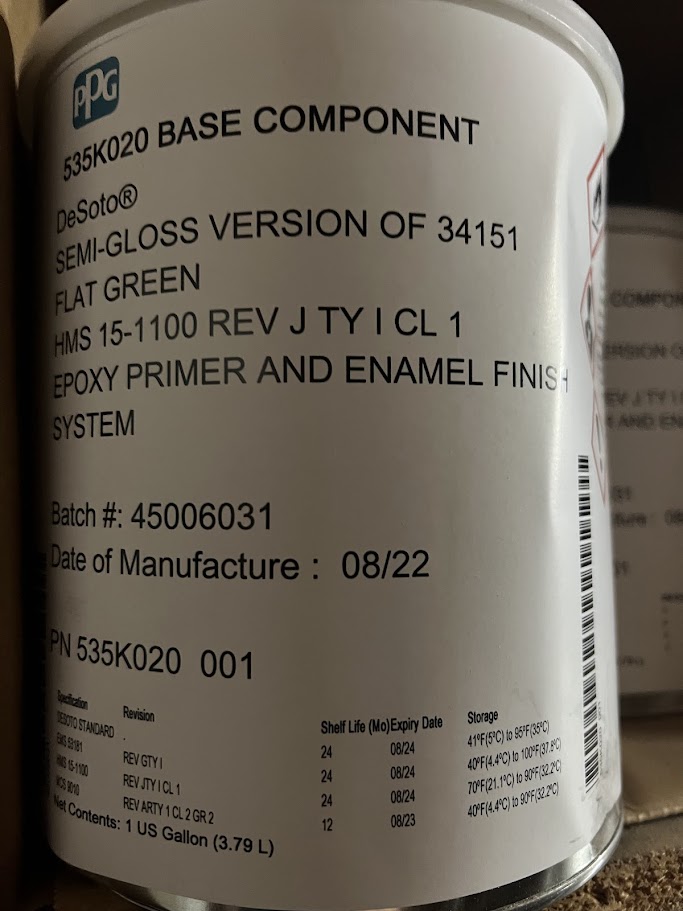 PPG
535K020 BASE COMPONENT
DeSoto®
SEMI-GLOSS VERSION OF 34151
FLAT GREEN
HMS 15-1100 REV J TY I CL 1
EPOXY PRIMER AND ENAMEL FINISH
SYSTEM
Batch #: 45006031
Date of Manufacture : 08/22
PN 535K020 001
Specification Revision Shelf Life (Mo) Expiry Date Storage
DESOTO STANDARD . 24 08/24 41ºF(5ºC) to 95ºF(35ºC)
REV GTY I 24 08/24 40ºF(4.4ºC) to 100ºF(37.8ºC)
HMS 15-1100 REV JTY I CL 1 24 08/24 70ºF(21.1ºC) to 90ºF(32.2ºC)
REV ARTY 1 CL 2 GR 2 12 08/23 40ºF(4.4ºC) to 90ºF(32.2ºC)
Net Contents: 1 US Gallon (3.79 L)